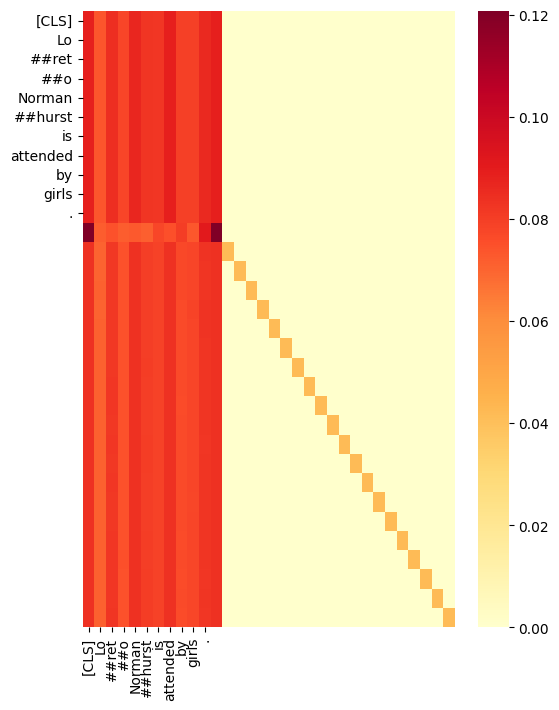 [CLS]
Lo
##ret
##o
Norman
##hurst
is
attended
by
girls
.
0.12
0.10
0.08
0.06
0.04
0.02
0.00
[CLS]
Lo
##ret
##o
Norman
##hurst
is
attended
by
girls
.